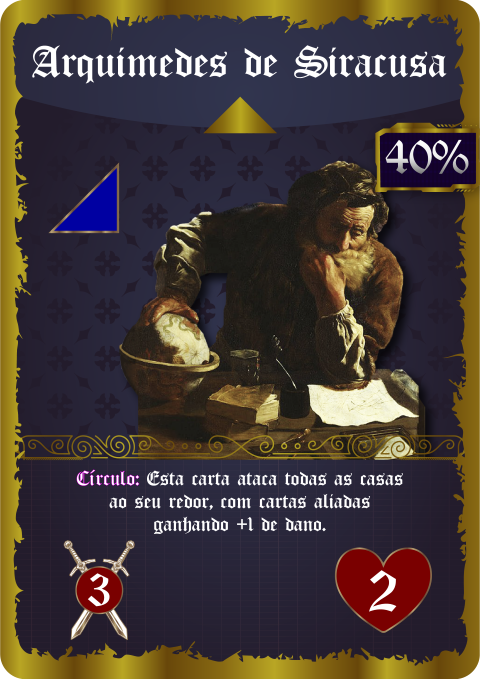 Arquimedes de Siracusa
40%
Círculo: Esta carta ataca todas as casas
ao seu redor, com cartas aliadas
ganhando +1 de dano.
3
2